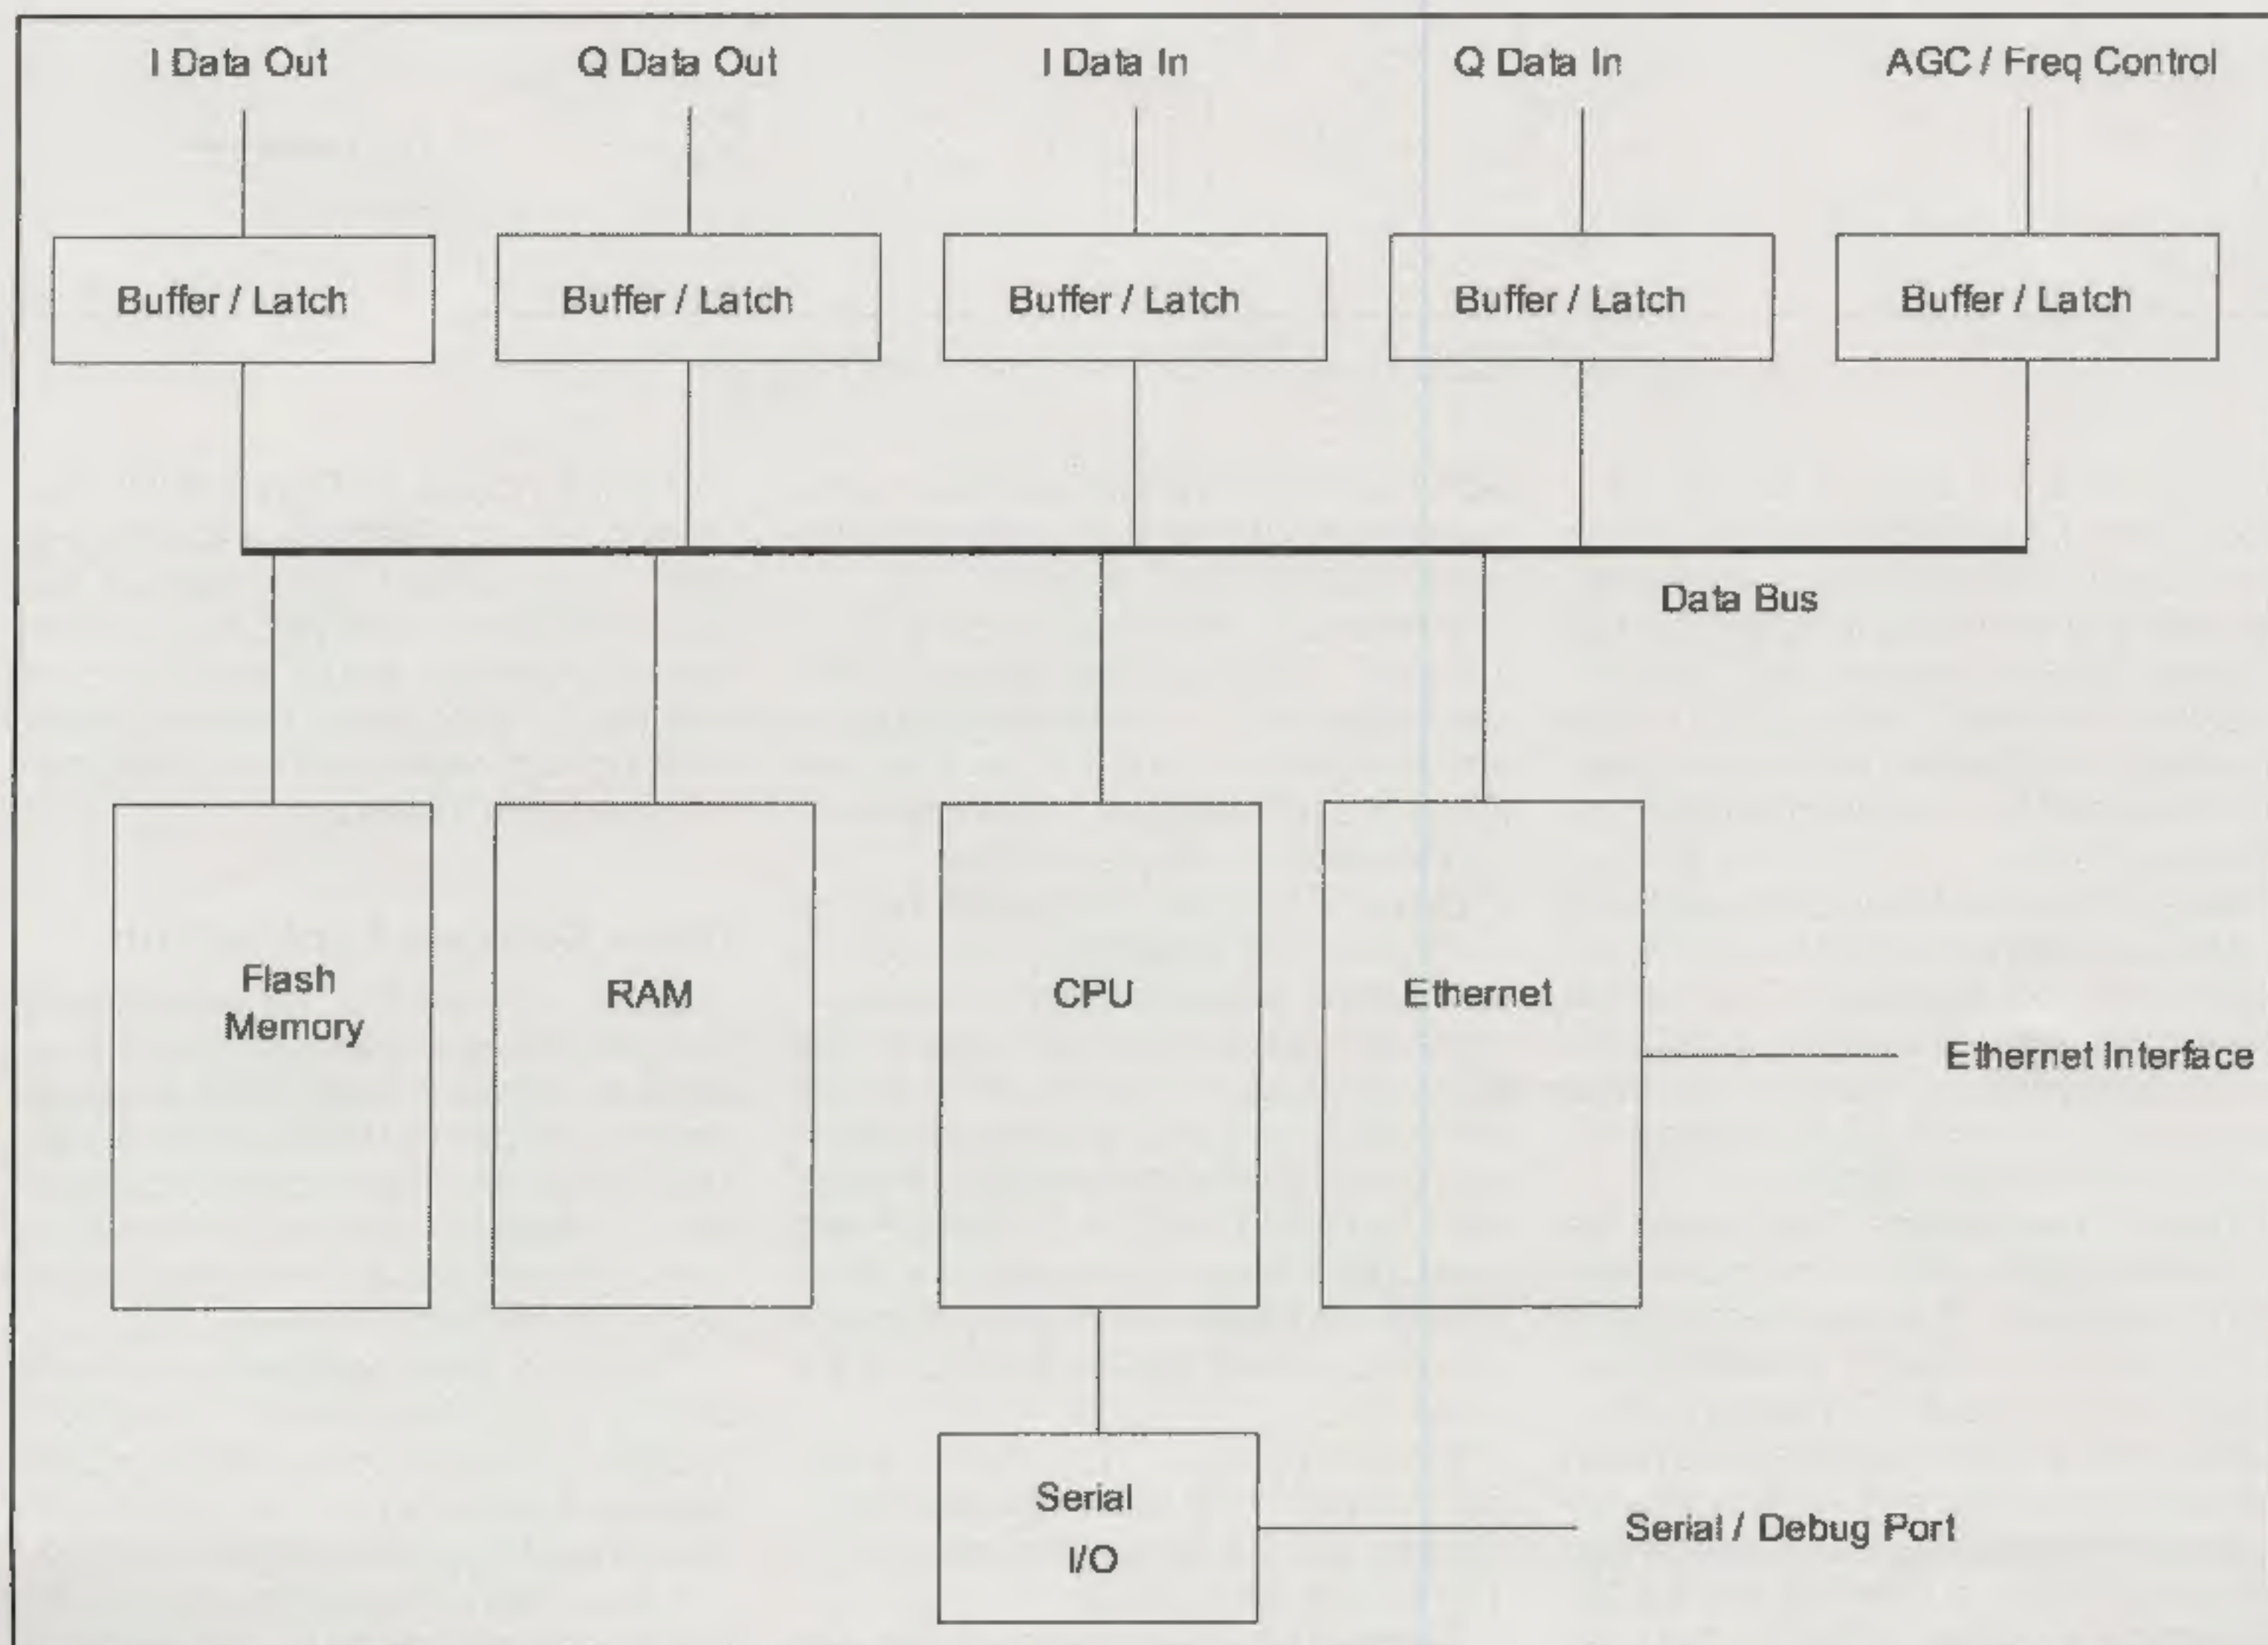 I Data Out
Q Data Out
I Data In
Q Data In
AGC / Freq Control
Buffer / Latch
Buffer / Latch
Buffer / Latch
Buffer / Latch
Buffer / Latch
Data Bus
Flash
Memory
RAM
CPU
Ethernet
Ethernet Interface
Serial
I/O
Serial / Debug Port